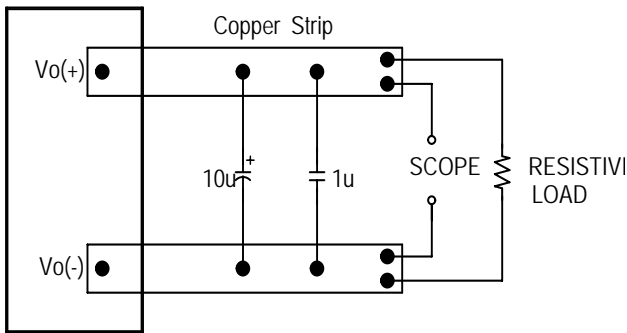 Copper Strip
Vo(+)
10u
+
1u
SCOPE
RESISTIVE
LOAD
Vo(-)